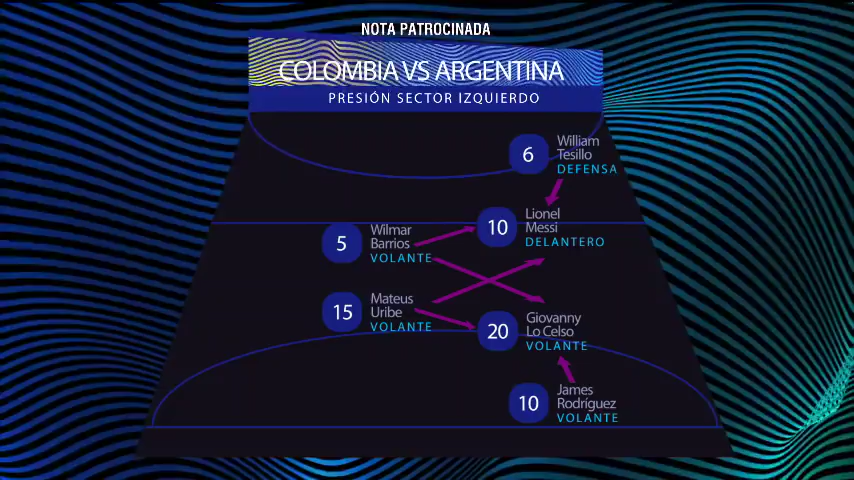 NOTA PATROCINADA
COLOMBIA VS ARGENTINA
PRESIÓN SECTOR IZQUIERDO
6
William
Tesillo
DEFENSA
10
Lionel
Messi
DELANTERO
5
Wilmar
Barrios
VOLANTE
15
Mateus
Uribe
VOLANTE
20
Giovanny
Lo Celso
VOLANTE
10
James
Rodríguez
VOLANTE